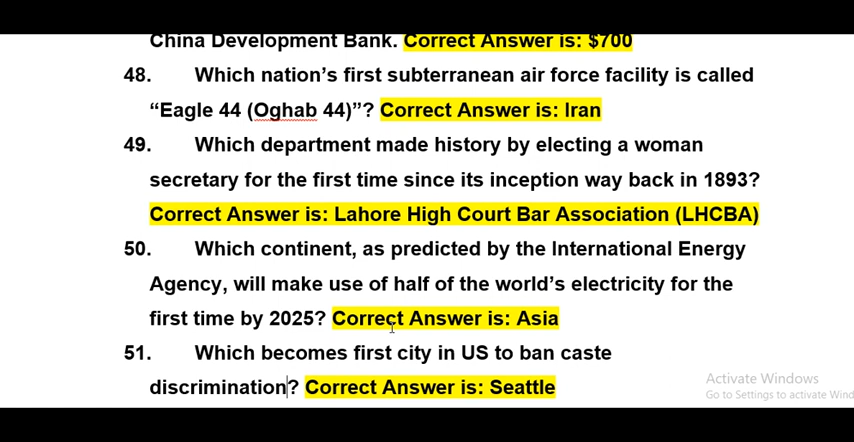 China Development Bank. Correct Answer is: $700
48. Which nation’s first subterranean air force facility is called
“Eagle 44 (Oghab 44)”? Correct Answer is: Iran
49. Which department made history by electing a woman
secretary for the first time since its inception way back in 1893?
Correct Answer is: Lahore High Court Bar Association (LHCBA)
50. Which continent, as predicted by the International Energy
Agency, will make use of half of the world’s electricity for the
first time by 2025? Correct Answer is: Asia
51. Which becomes first city in US to ban caste
discrimination? Correct Answer is: Seattle
Activate Windows
Go to Settings to activate Wind